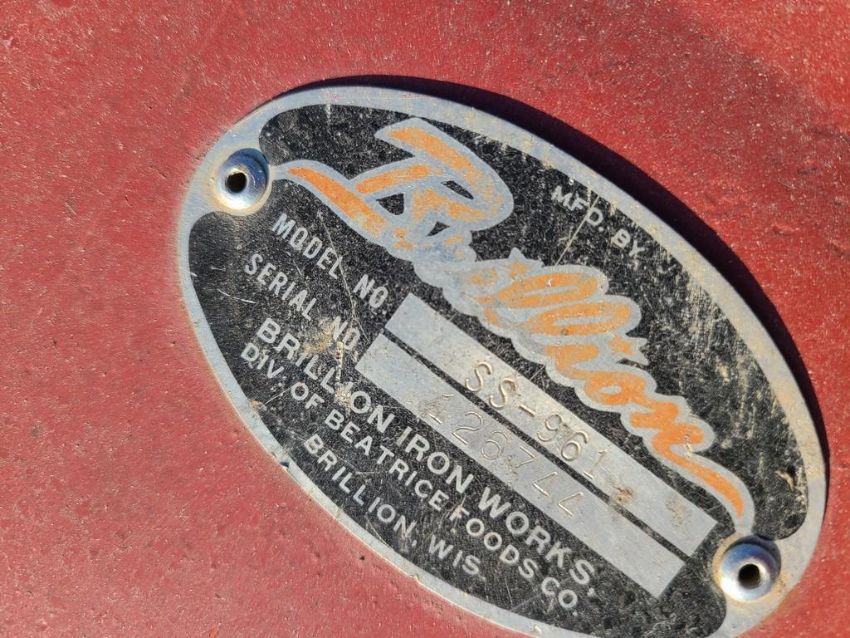 MFD. BY
Brillion
MODEL NO SS-961
SERIAL NO. 126744
BRILLION IRON WORKS,
DIV. OF BEATRICE FOODS CO.
BRILLION, WIS.